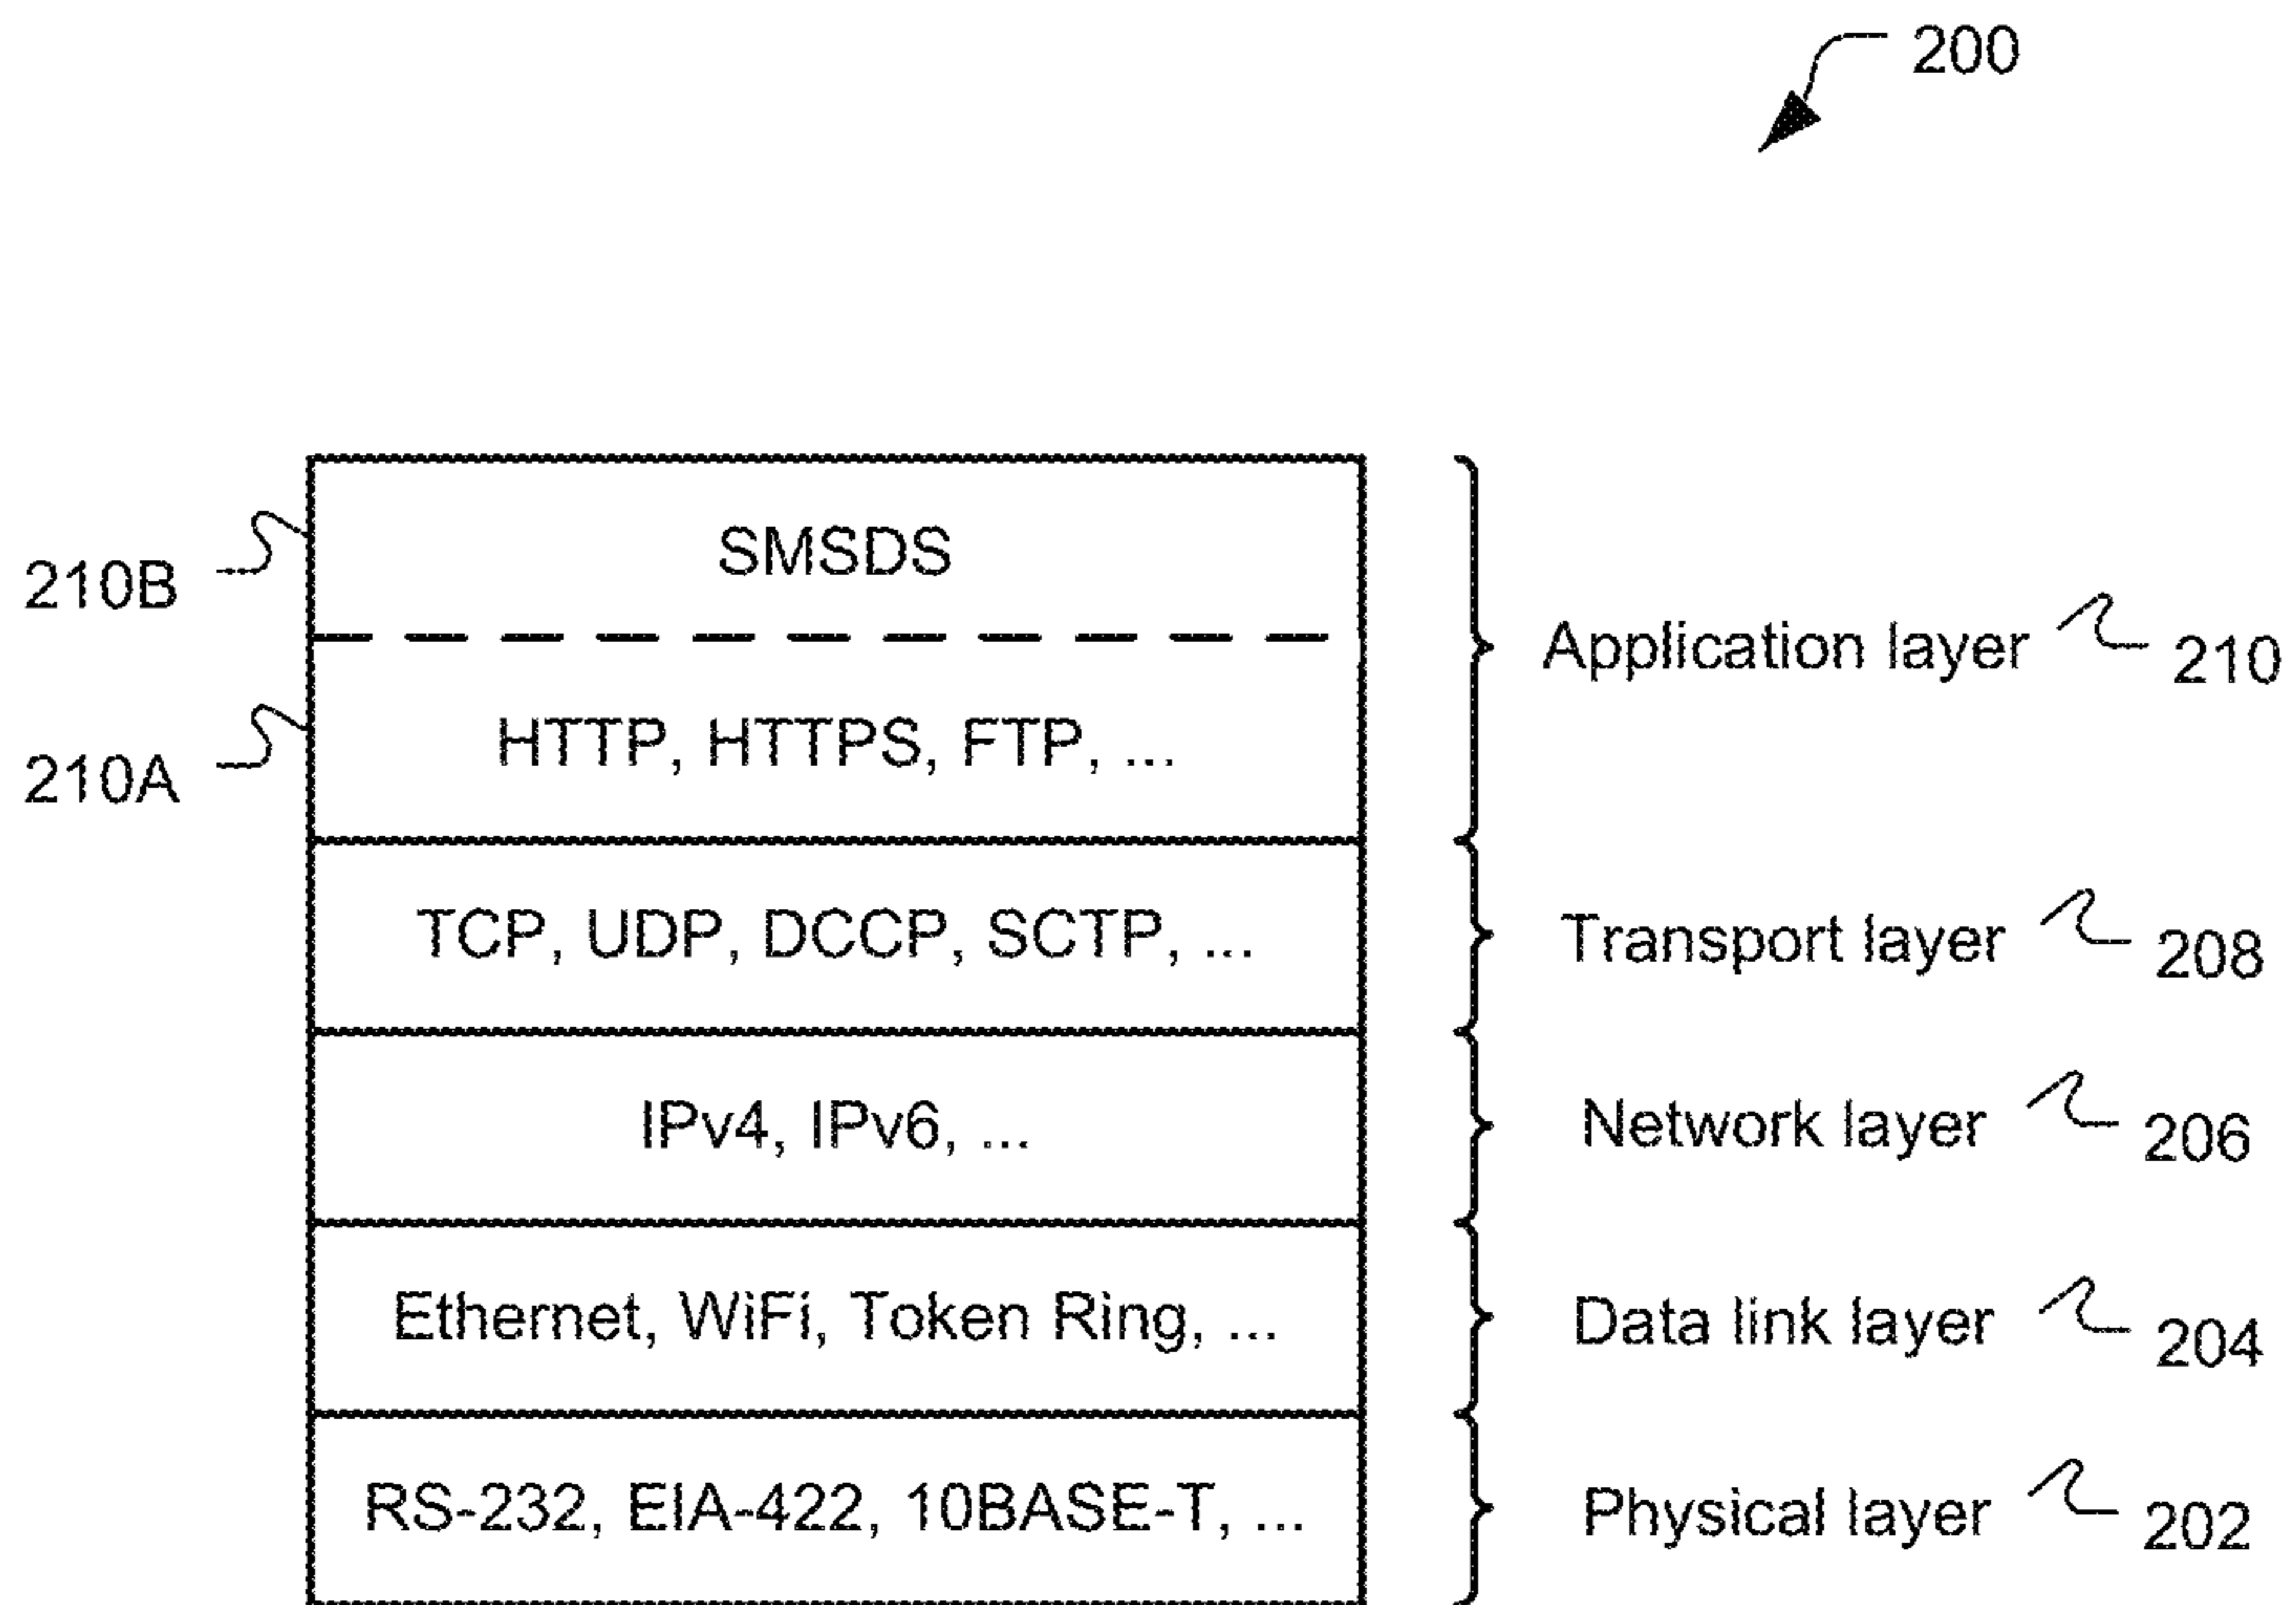 200
SMSDS
210B
Application layer 210
HTTP, HTTPS, FTP, ...
210A
TCP, UDP, DCCP, SCTP, ...
Transport layer 208
IPv4, IPv6, ...
Network layer 206
Ethernet, WiFi, Token Ring, ...
Data link layer 204
RS-232, EIA-422, 10BASE-T, ...
Physical layer 202